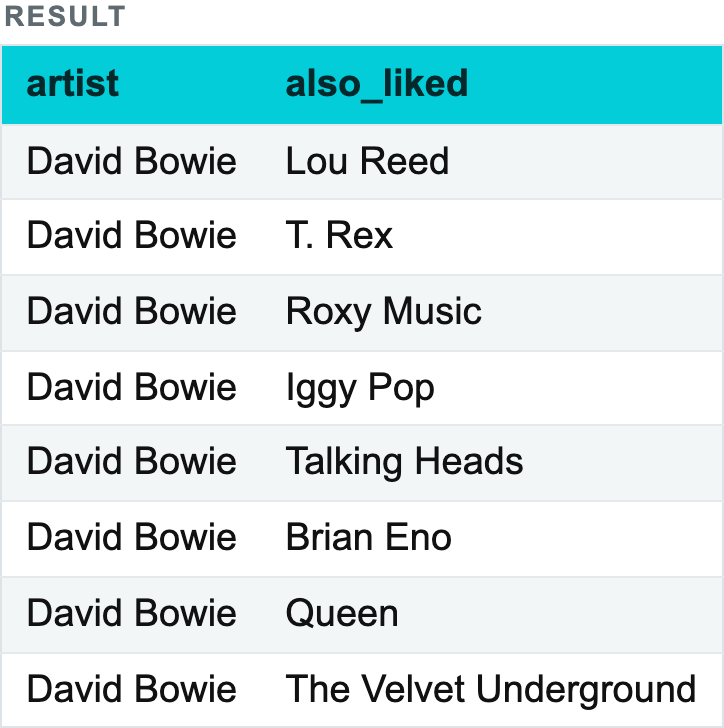 RESULT
artist also_liked
David Bowie Lou Reed
David Bowie T. Rex
David Bowie Roxy Music
David Bowie Iggy Pop
David Bowie Talking Heads
David Bowie Brian Eno
David Bowie Queen
David Bowie The Velvet Underground